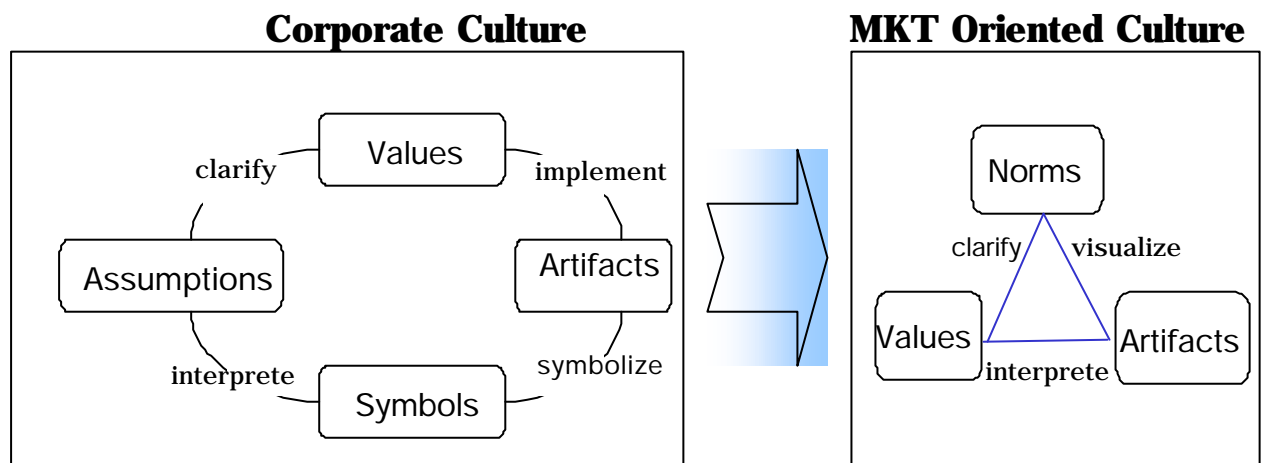 Corporate Culture
MKT Oriented Culture
Values
clarify
implement
Assumptions
Artifacts
interprete
symbolize
Symbols
Norms
clarify
visualize
Values
Artifacts
interprete